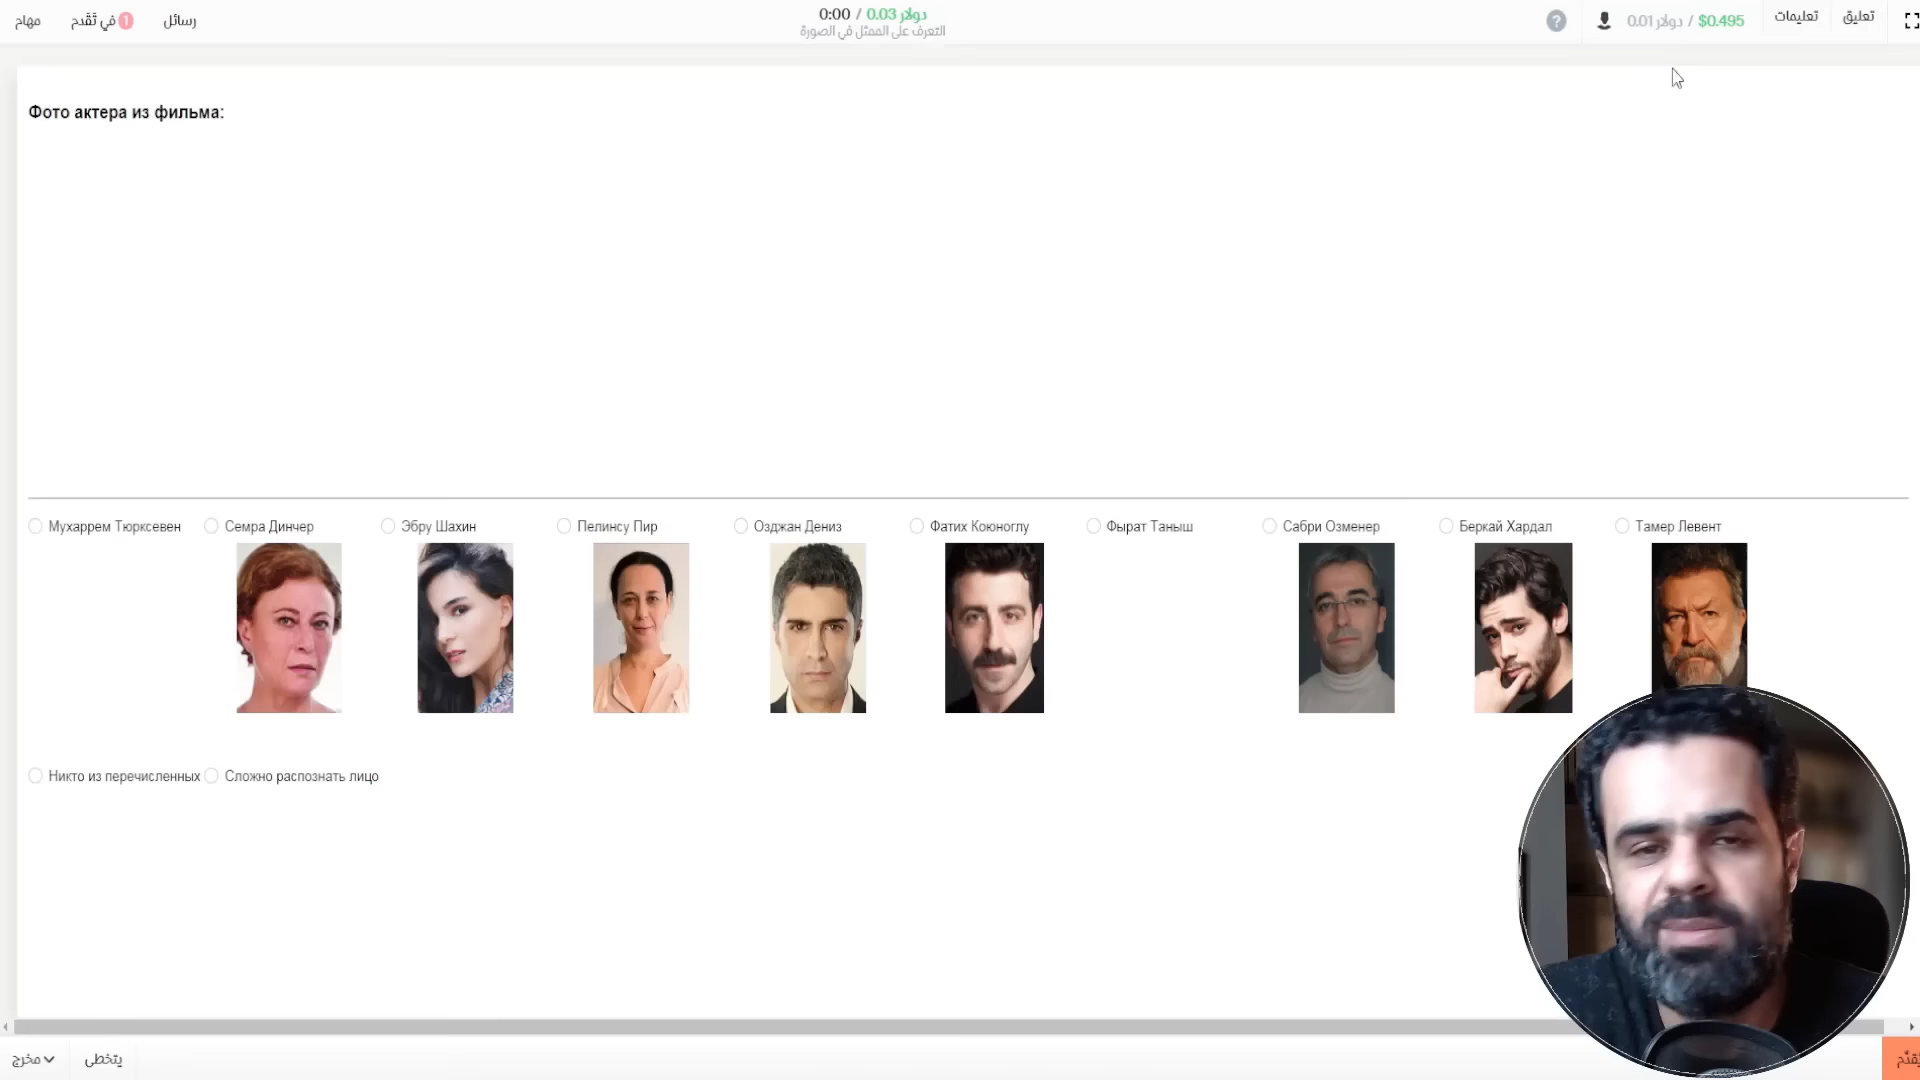 مهام
1 في تَقَدم
رسائل
0:00 / 0.03 دولار
التعرف على الممثل في الصورة
0.01 دولار / $0.495
تعليمات
تعليق
Фото актера из фильма:
Мухаррем Тюрксевен
Семра Динчер
Эбру Шахин
Пелинсу Пир
Озджан Дениз
Фатих Коюноглу
Фырат Таныш
Сабри Озменер
Беркай Хардал
Тамер Левент
Никто из перечисленных
Сложно распознать лицо
مخرج
يتخطى